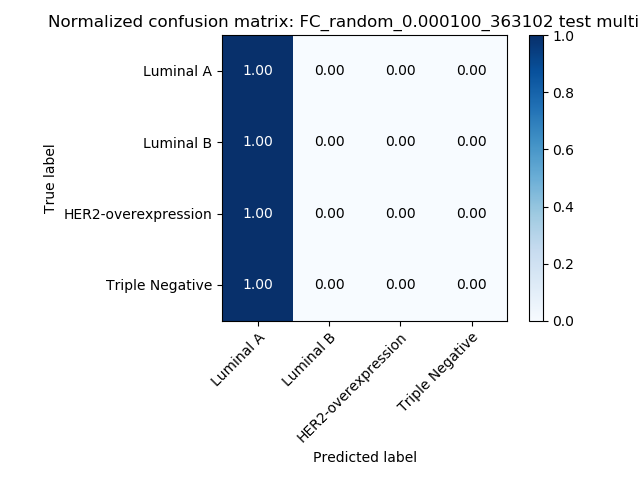 Normalized confusion matrix: FC_random_0.000100_363102 test multi
True label
Luminal A 1.00 0.00 0.00 0.00
Luminal B 1.00 0.00 0.00 0.00
HER2-overexpression 1.00 0.00 0.00 0.00
Triple Negative 1.00 0.00 0.00 0.00
Luminal A
Luminal B
HER2-overexpression
Triple Negative
Predicted label
1.0
0.8
0.6
0.4
0.2
0.0